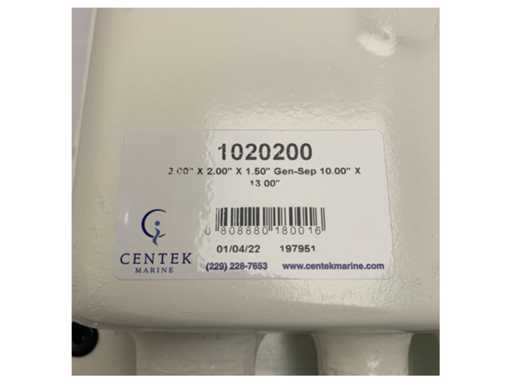 1020200
2.00" X 2.00" X 1.50" Gen-Sep 10.00" X
13.00"
0 808680 180016
01/04/22 197951
CENTEK
MARINE
(229) 228-7653 www.centekmarine.com